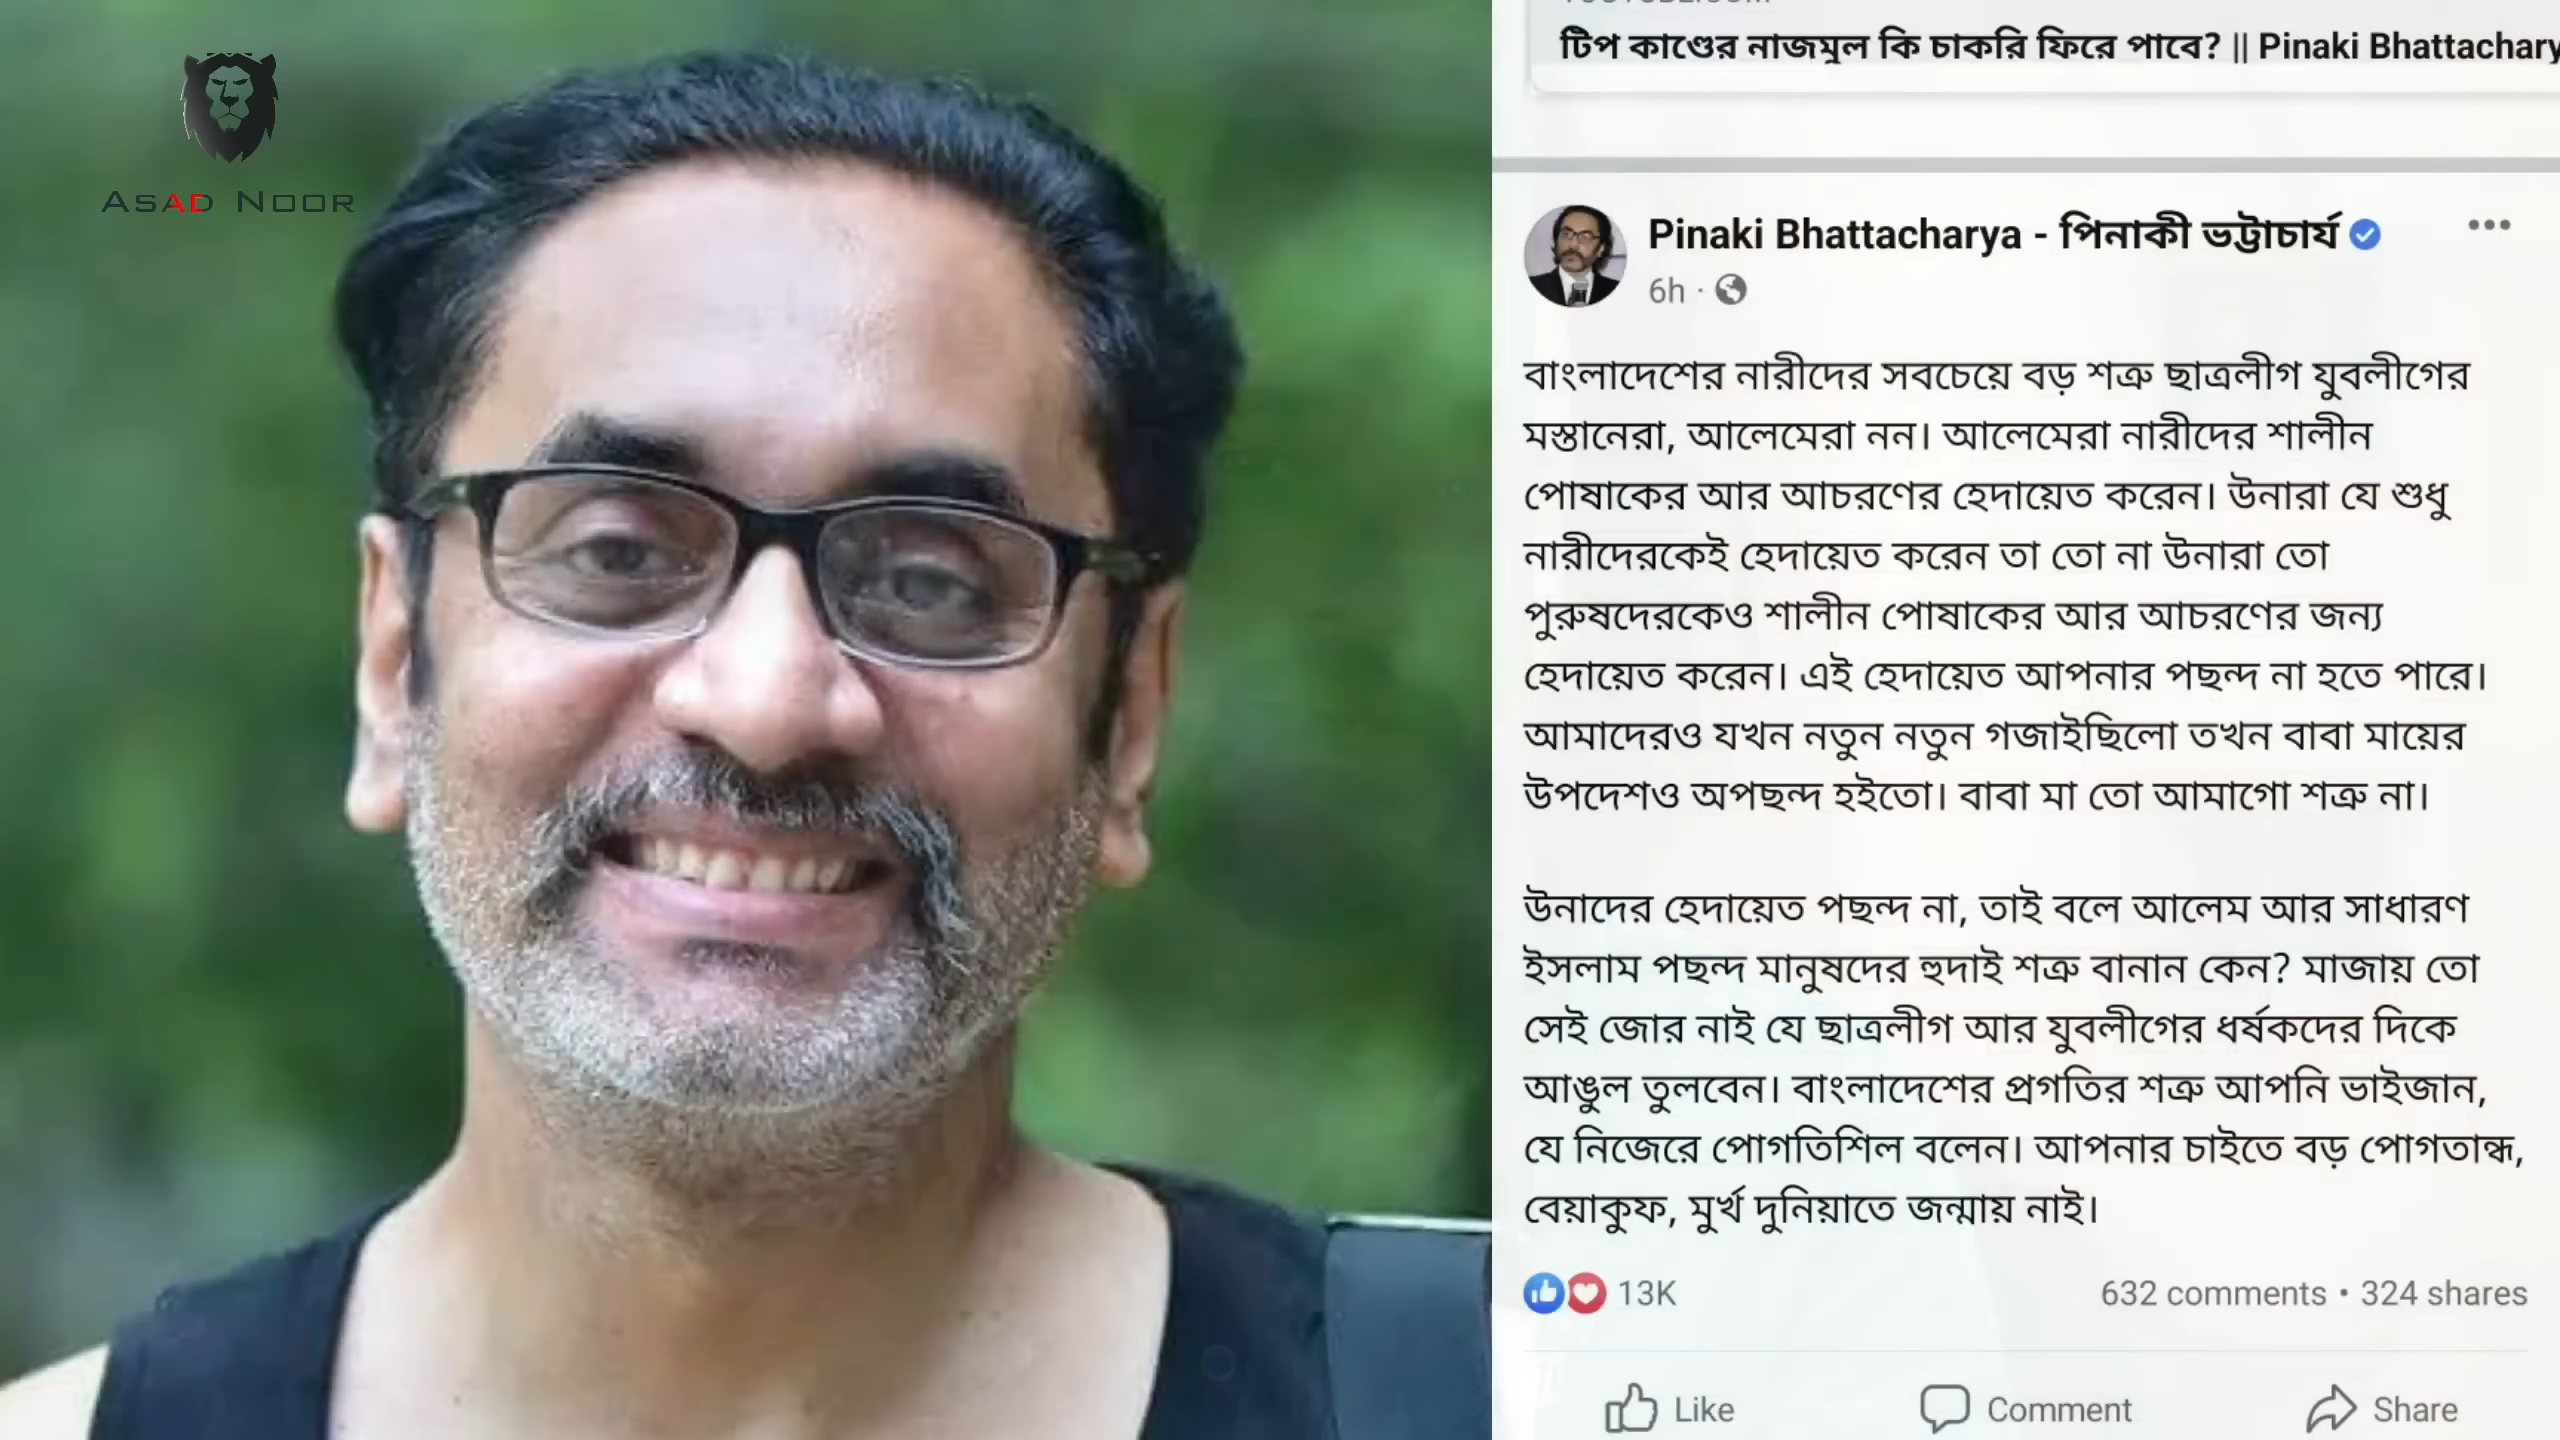 ASAD NOOR
টিপ কাণ্ডের নাজমুল কি চাকরি ফিরে পাবে? || Pinaki Bhattachary
Pinaki Bhattacharya - পিনাকী ভট্টাচার্য
6h ·
বাংলাদেশের নারীদের সবচেয়ে বড় শত্রু ছাত্রলীগ যুবলীগের
মস্তানেরা, আলেমেরা নন। আলেমেরা নারীদের শালীন
পোষাকের আর আচরণের হেদায়েত করেন। উনারা যে শুধু
নারীদেরকেই হেদায়েত করেন তা তো না উনারা তো
পুরুষদেরকেও শালীন পোষাকের আর আচরণের জন্য
হেদায়েত করেন। এই হেদায়েত আপনার পছন্দ না হতে পারে।
আমাদেরও যখন নতুন নতুন গজাইছিলো তখন বাবা মায়ের
উপদেশও অপছন্দ হইতো। বাবা মা তো আমাগো শত্রু না।
উনাদের হেদায়েত পছন্দ না, তাই বলে আলেম আর সাধারণ
ইসলাম পছন্দ মানুষদের হুদাই শত্রু বানান কেন? মাজায় তো
সেই জোর নাই যে ছাত্রলীগ আর যুবলীগের ধর্ষকদের দিকে
আঙুল তুলবেন। বাংলাদেশের প্রগতির শত্রু আপনি ভাইজান,
যে নিজেরে পোগতিশিল বলেন। আপনার চাইতে বড় পোগতান্ধ,
বেয়াকুফ, মুর্খ দুনিয়াতে জন্মায় নাই।
13K 632 comments • 324 shares
Like Comment Share